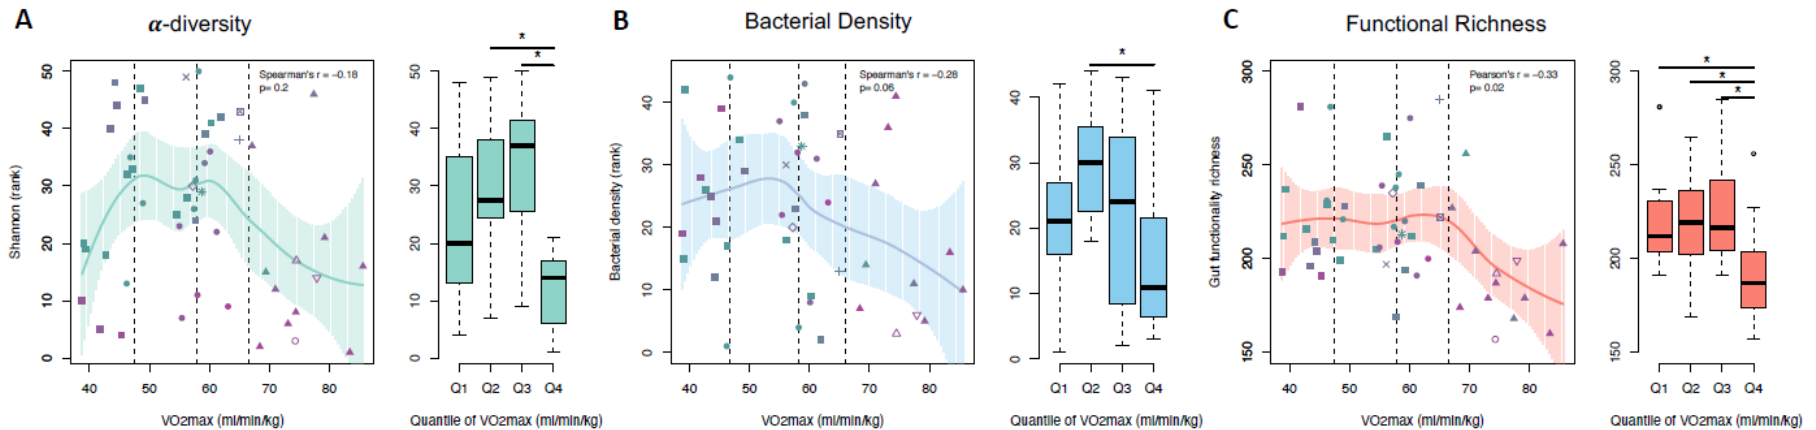 A
α-diversity
Spearman's r = −0.18
p= 0.2
Shannon (rank)
50
40
30
20
10
0
40 50 60 70 80
VO2max (ml/min/kg)
* 
*
50
40
30
20
10
0
Q1 Q2 Q3 Q4
Quantile of VO2max (ml/min/kg)
B
Bacterial Density
Spearman's r = −0.28
p= 0.06
Bacterial density (rank)
40
30
20
10
0
40 50 60 70 80
VO2max (ml/min/kg)
*
40
30
20
10
0
Q1 Q2 Q3 Q4
Quantile of VO2max (ml/min/kg)
C
Functional Richness
Pearson's r = −0.33
p= 0.02
Gut functionality richness
300
250
200
150
40 50 60 70 80
VO2max (ml/min/kg)
*
*
*
300
250
200
150
Q1 Q2 Q3 Q4
Quantile of VO2max (ml/min/kg)